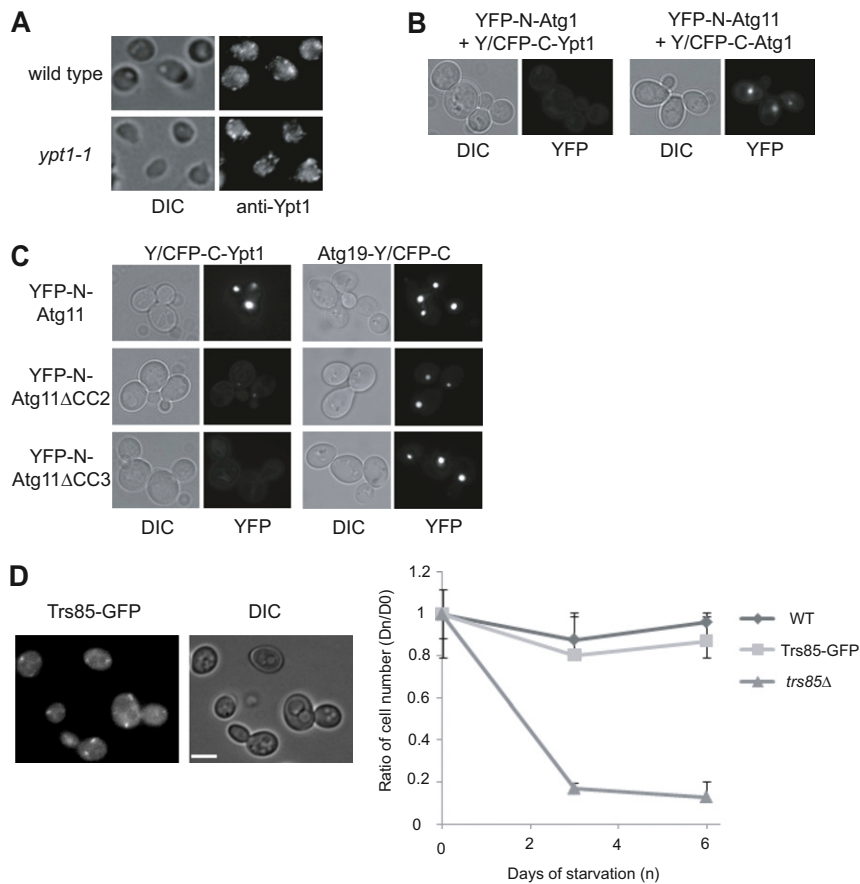 A
wild type
ypt1-1
DIC
anti-Ypt1
B
YFP-N-Atg1
+ Y/CFP-C-Ypt1
YFP-N-Atg11
+ Y/CFP-C-Atg1
DIC
YFP
DIC
YFP
C
Y/CFP-C-Ypt1
Atg19-Y/CFP-C
YFP-N-
Atg11
YFP-N-
Atg11ΔCC2
YFP-N-
Atg11ΔCC3
DIC
YFP
DIC
YFP
D
Trs85-GFP
DIC
Ratio of cell number (Dn/D0)
1.2
1
0.8
0.6
0.4
0.2
0
0
2
4
6
Days of starvation (n)
WT
Trs85-GFP
trs85Δ